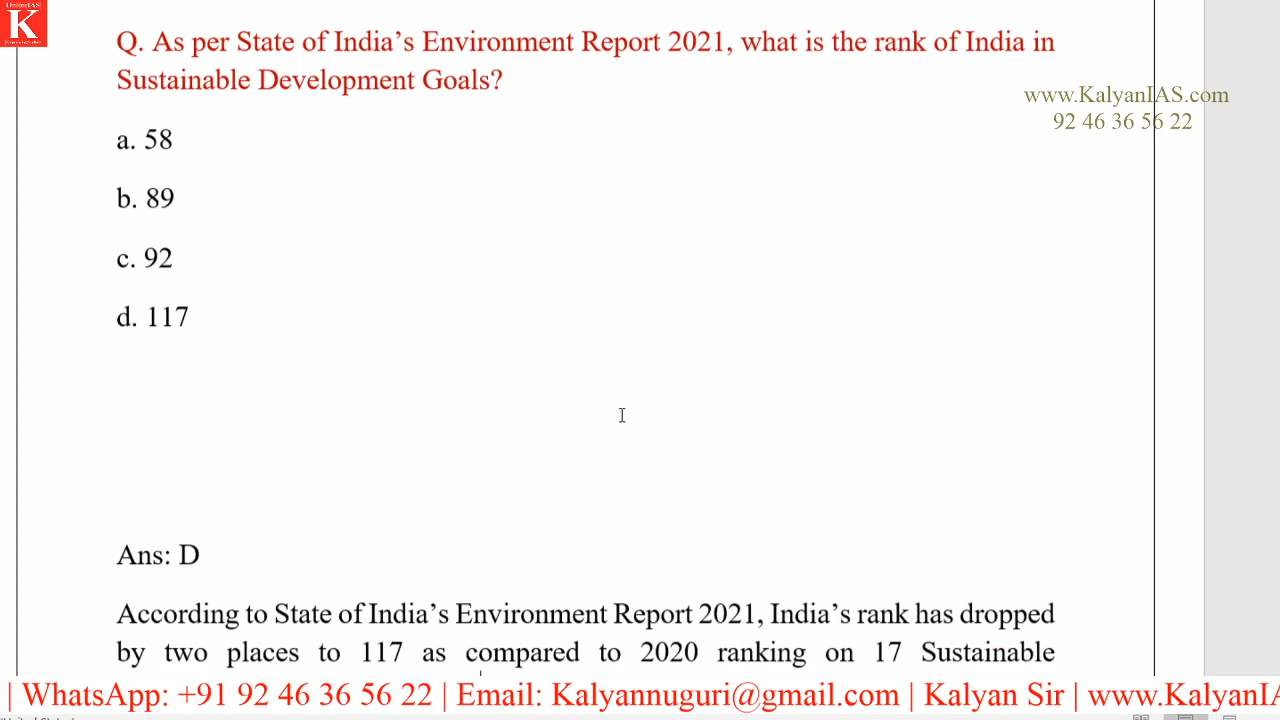 OnlineIAS
K
Q. As per State of India’s Environment Report 2021, what is the rank of India in
Sustainable Development Goals?
www.KalyanIAS.com
92 46 36 56 22
a. 58
b. 89
c. 92
d. 117
Ans: D
According to State of India’s Environment Report 2021, India’s rank has dropped
by two places to 117 as compared to 2020 ranking on 17 Sustainable
| WhatsApp: +91 92 46 36 56 22 | Email: Kalyannuguri@gmail.com | Kalyan Sir | www.KalyanIA